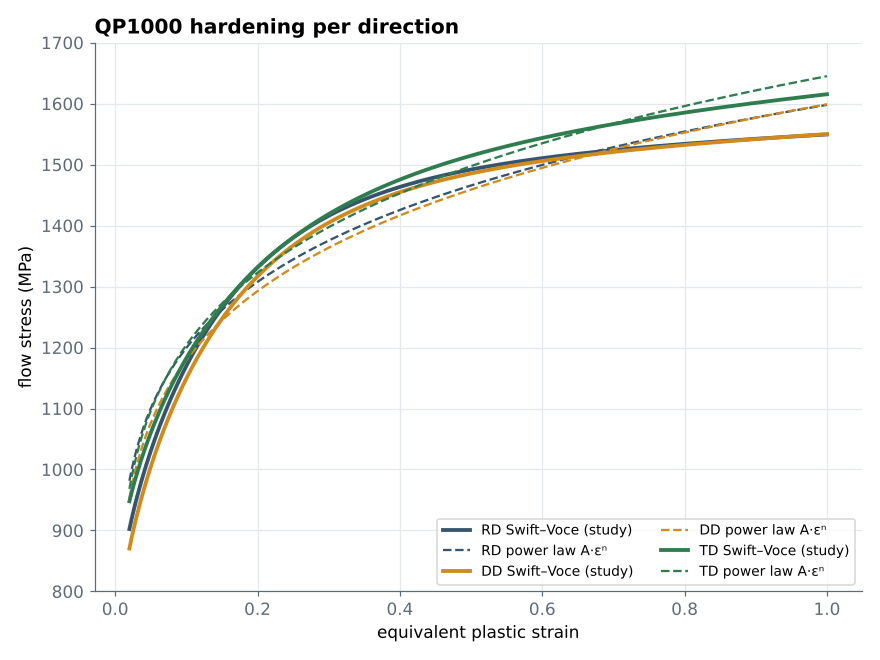 QP1000 hardening per direction
1700
1600
1500
1400
1300
1200
1100
1000
900
800
flow stress (MPa)
RD Swift–Voce (study)
RD power law A·εⁿ
DD Swift–Voce (study)
DD power law A·εⁿ
TD Swift–Voce (study)
TD power law A·εⁿ
0.0 0.2 0.4 0.6 0.8 1.0
equivalent plastic strain